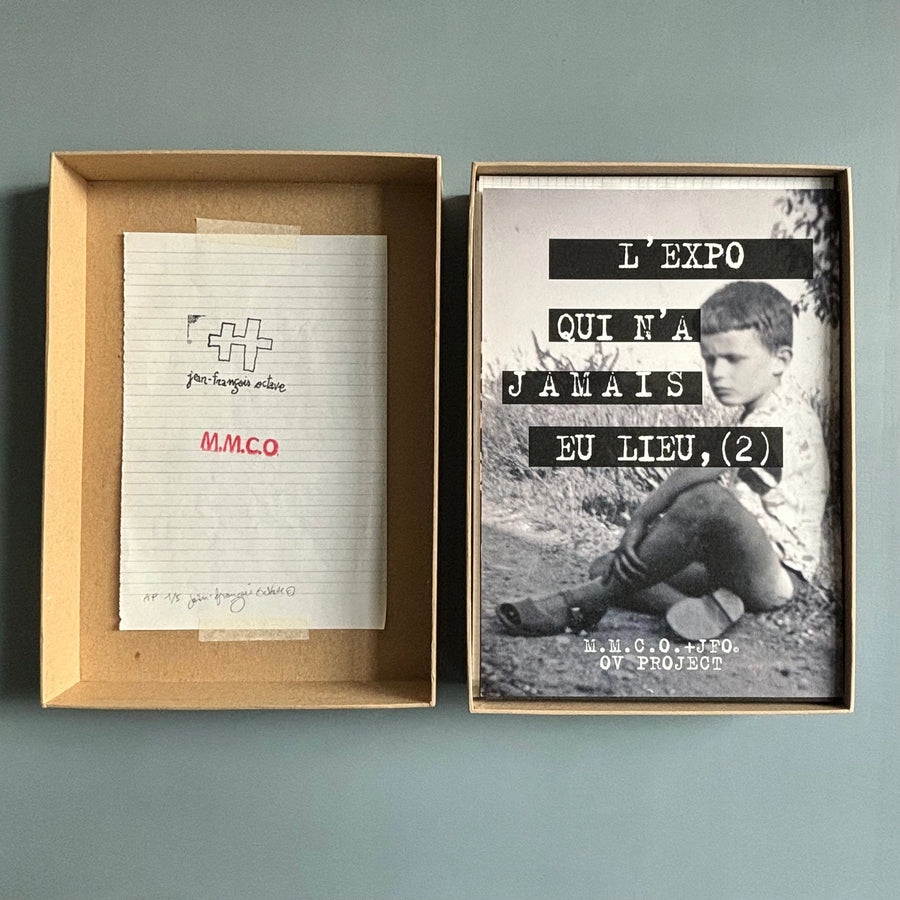 jean-françois octave
M.M.C.O.
AP 1/5 jean-françois octave ©
L'EXPO
QUI N'A
JAMAIS
EU LIEU,(2)
M.M.C.O.+JFO.
OV PROJECT